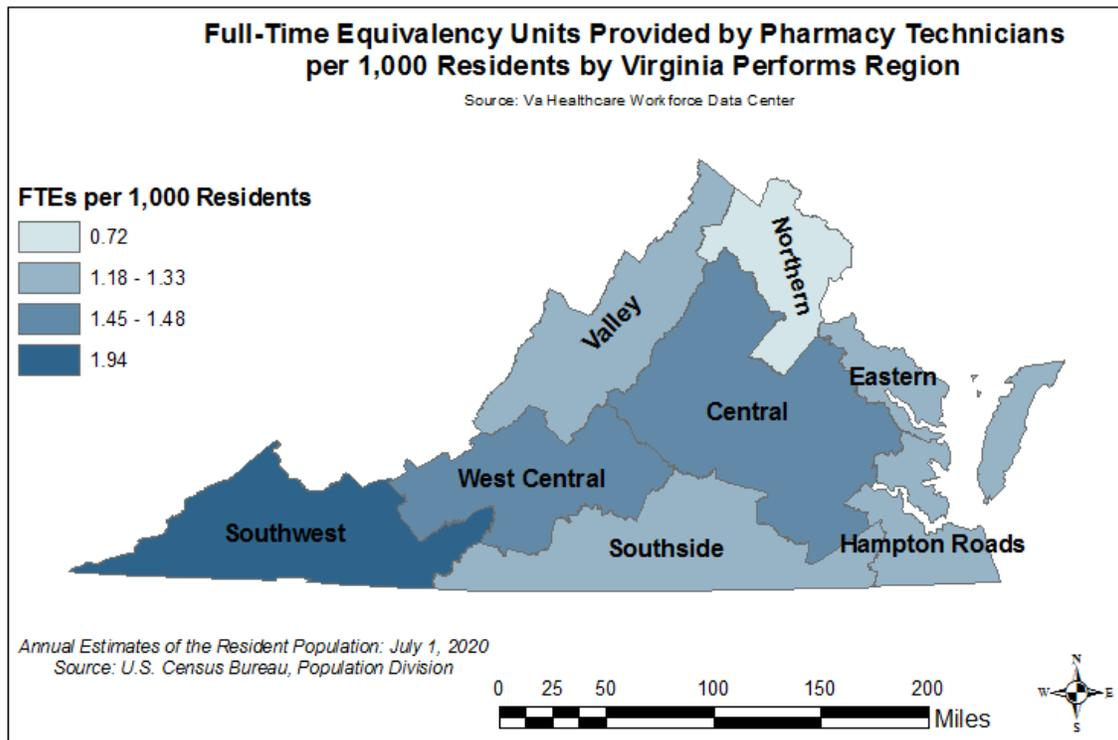 Full-Time Equivalency Units Provided by Pharmacy Technicians
per 1,000 Residents by Virginia Performs Region
Source: Va Healthcare Workforce Data Center
FTEs per 1,000 Residents
0.72
1.18 - 1.33
1.45 - 1.48
1.94
Northern
Valley
Eastern
Central
West Central
Southwest
Southside
Hampton Roads
Annual Estimates of the Resident Population: July 1, 2020
Source: U.S. Census Bureau, Population Division
0 25 50 100 150 200
Miles
N
W E
S